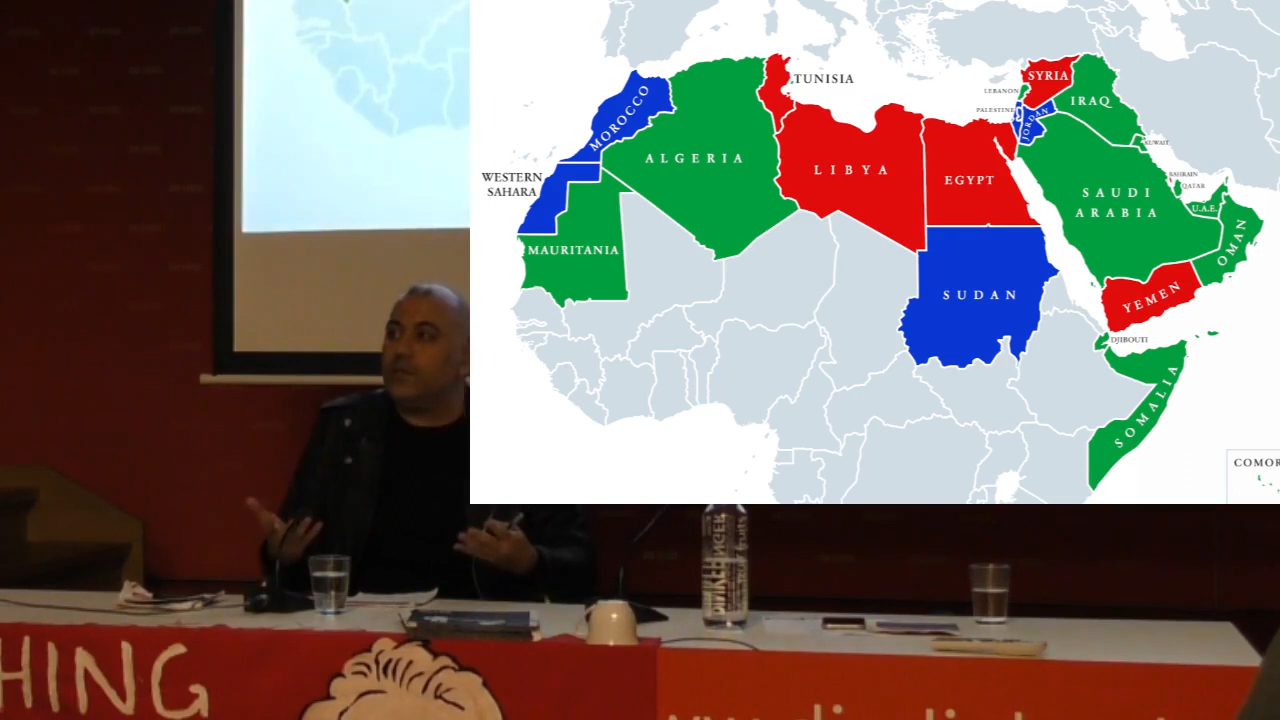 TUNISIA
SYRIA
LEBANON
IRAQ
MOROCCO
PALESTINE
JORDAN
ALGERIA
LIBYA
EGYPT
KUWAIT
WESTERN
SAHARA
BAHRAIN
QATAR
SAUDI
ARABIA
U.A.E.
OMAN
MAURITANIA
SUDAN
YEMEN
DJIBOUTI
SOMALIA
COMOR
HING